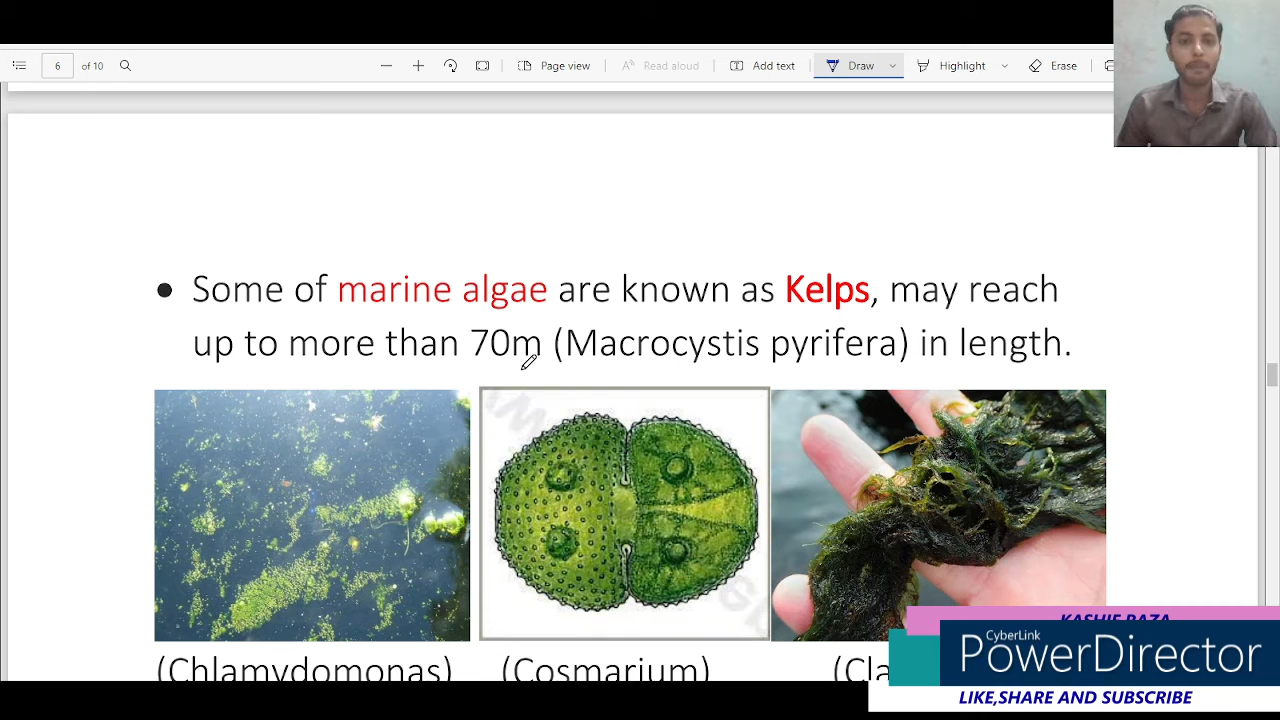 6 of 10 Page view Read aloud Add text Draw Highlight Erase
• Some of marine algae are known as Kelps, may reach
up to more than 70m (Macrocystis pyrifera) in length.
(Chlamydomonas) (Cosmarium) (Cla
CyberLink
PowerDirector
LIKE,SHARE AND SUBSCRIBE